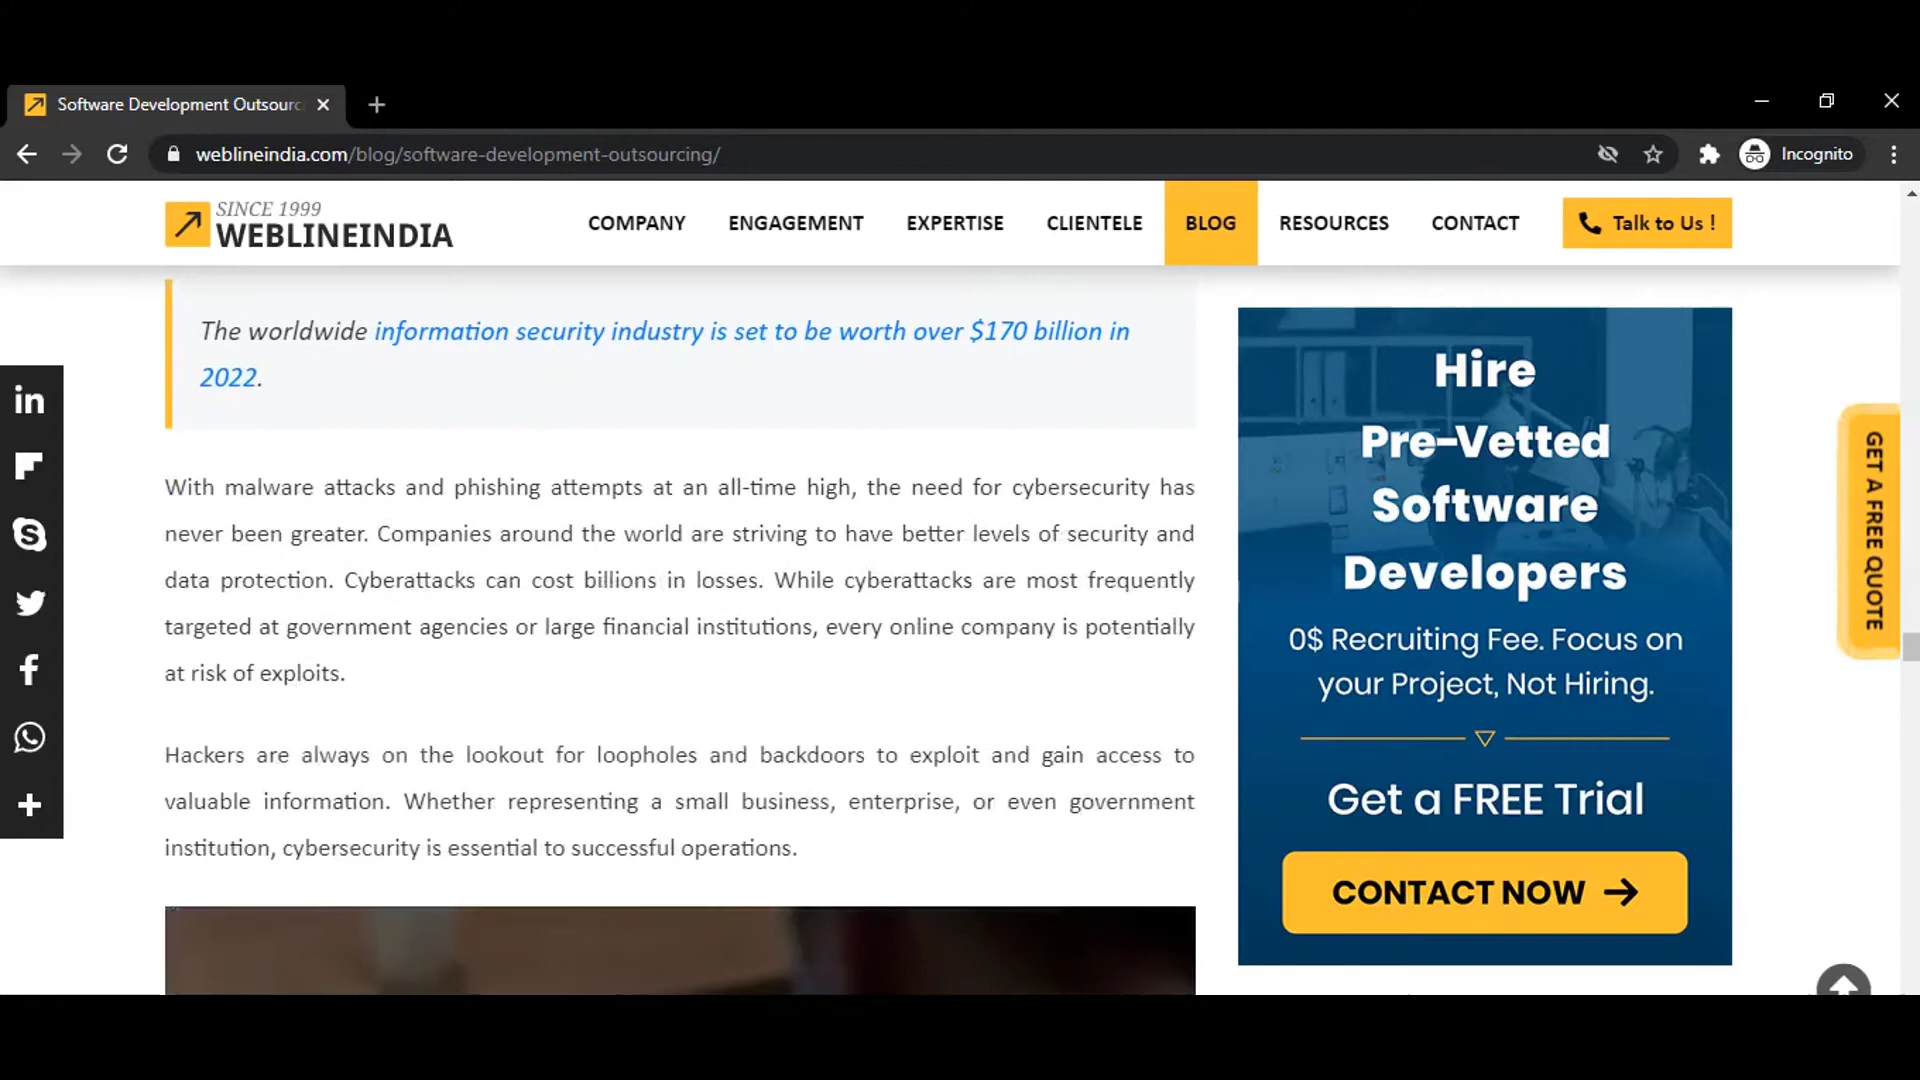 Software Development Outsourc
weblineindia.com/blog/software-development-outsourcing/
Incognito
SINCE 1999
WEBLINEINDIA
COMPANY
ENGAGEMENT
EXPERTISE
CLIENTELE
BLOG
RESOURCES
CONTACT
Talk to Us !
The worldwide information security industry is set to be worth over $170 billion in
2022.
With malware attacks and phishing attempts at an all-time high, the need for cybersecurity has
never been greater. Companies around the world are striving to have better levels of security and
data protection. Cyberattacks can cost billions in losses. While cyberattacks are most frequently
targeted at government agencies or large financial institutions, every online company is potentially
at risk of exploits.
Hackers are always on the lookout for loopholes and backdoors to exploit and gain access to
valuable information. Whether representing a small business, enterprise, or even government
institution, cybersecurity is essential to successful operations.
Hire
Pre-Vetted
Software
Developers
0$ Recruiting Fee. Focus on
your Project, Not Hiring.
Get a FREE Trial
CONTACT NOW
GET A FREE QUOTE